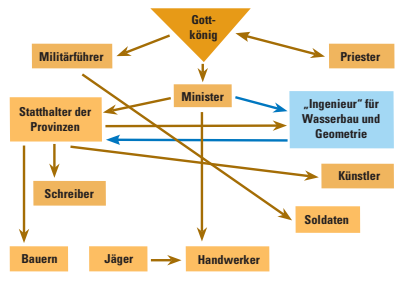 Gott-
könig
Militärführer
Priester
Minister
„Ingenieur“ für
Wasserbau und
Geometrie
Statthalter der
Provinzen
Künstler
Schreiber
Soldaten
Bauern
Jäger
Handwerker